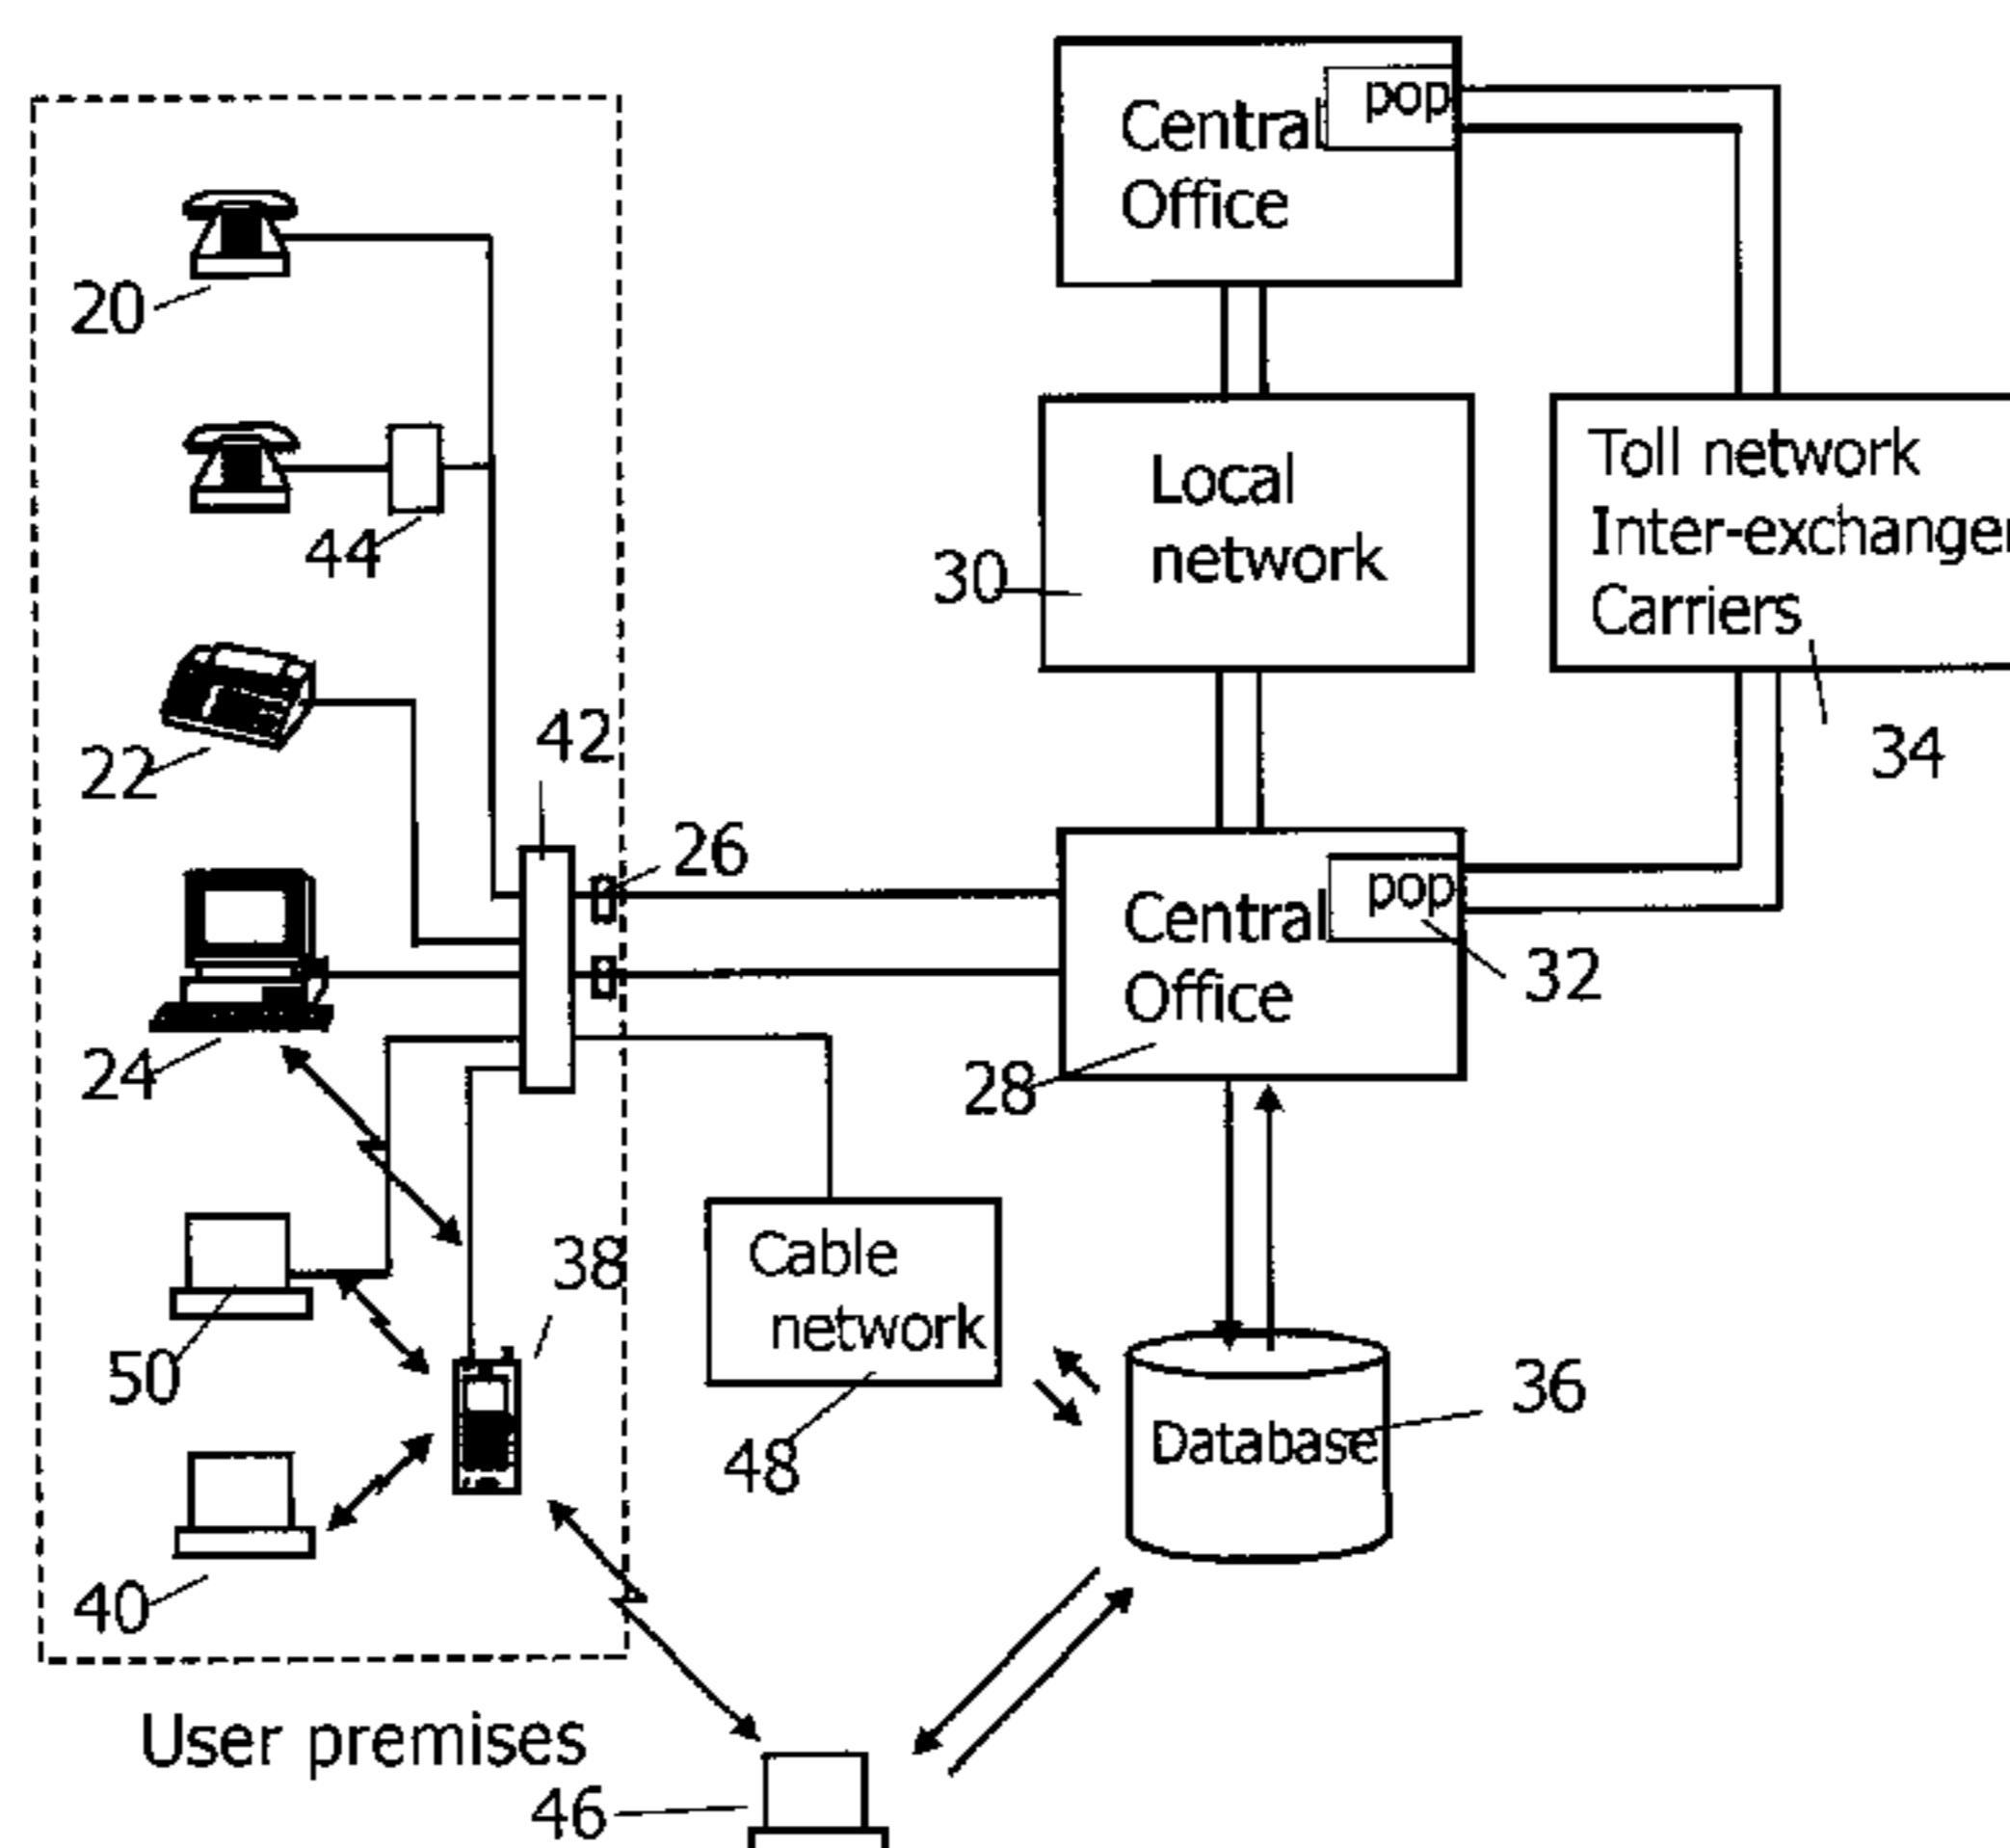 pop
Central
Office
20
44
Local
network
30
Toll network
Inter-exchanger
Carriers
34
22
42
26
Central
Office
pop
32
28
24
38
Cable
network
48
50
Database
36
40
User premises
46